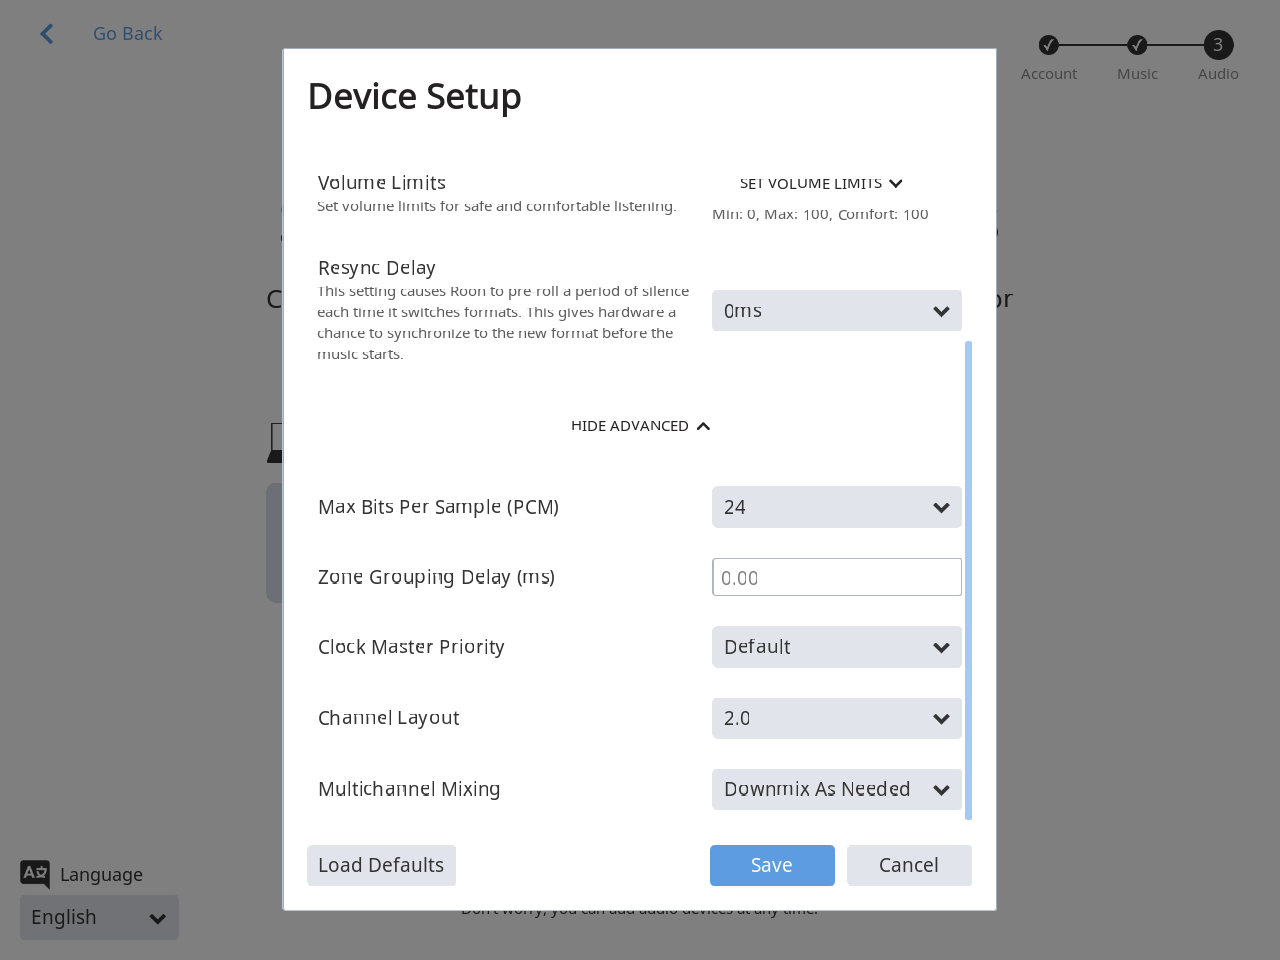 Go Back
Account
Music
3
Audio
Device Setup
Volume Limits
SET VOLUME LIMITS
Set volume limits for safe and comfortable listening.
Min: 0, Max: 100, Comfort: 100
Resync Delay
This setting causes Roon to pre-roll a period of silence
each time it switches formats. This gives hardware a
chance to synchronize to the new format before the
music starts.
0ms
HIDE ADVANCED
Max Bits Per Sample (PCM)
24
Zone Grouping Delay (ms)
0.00
Clock Master Priority
Default
Channel Layout
2.0
Multichannel Mixing
Downmix As Needed
Load Defaults
Save
Cancel
Language
English
Don't worry, you can add audio devices at any time.